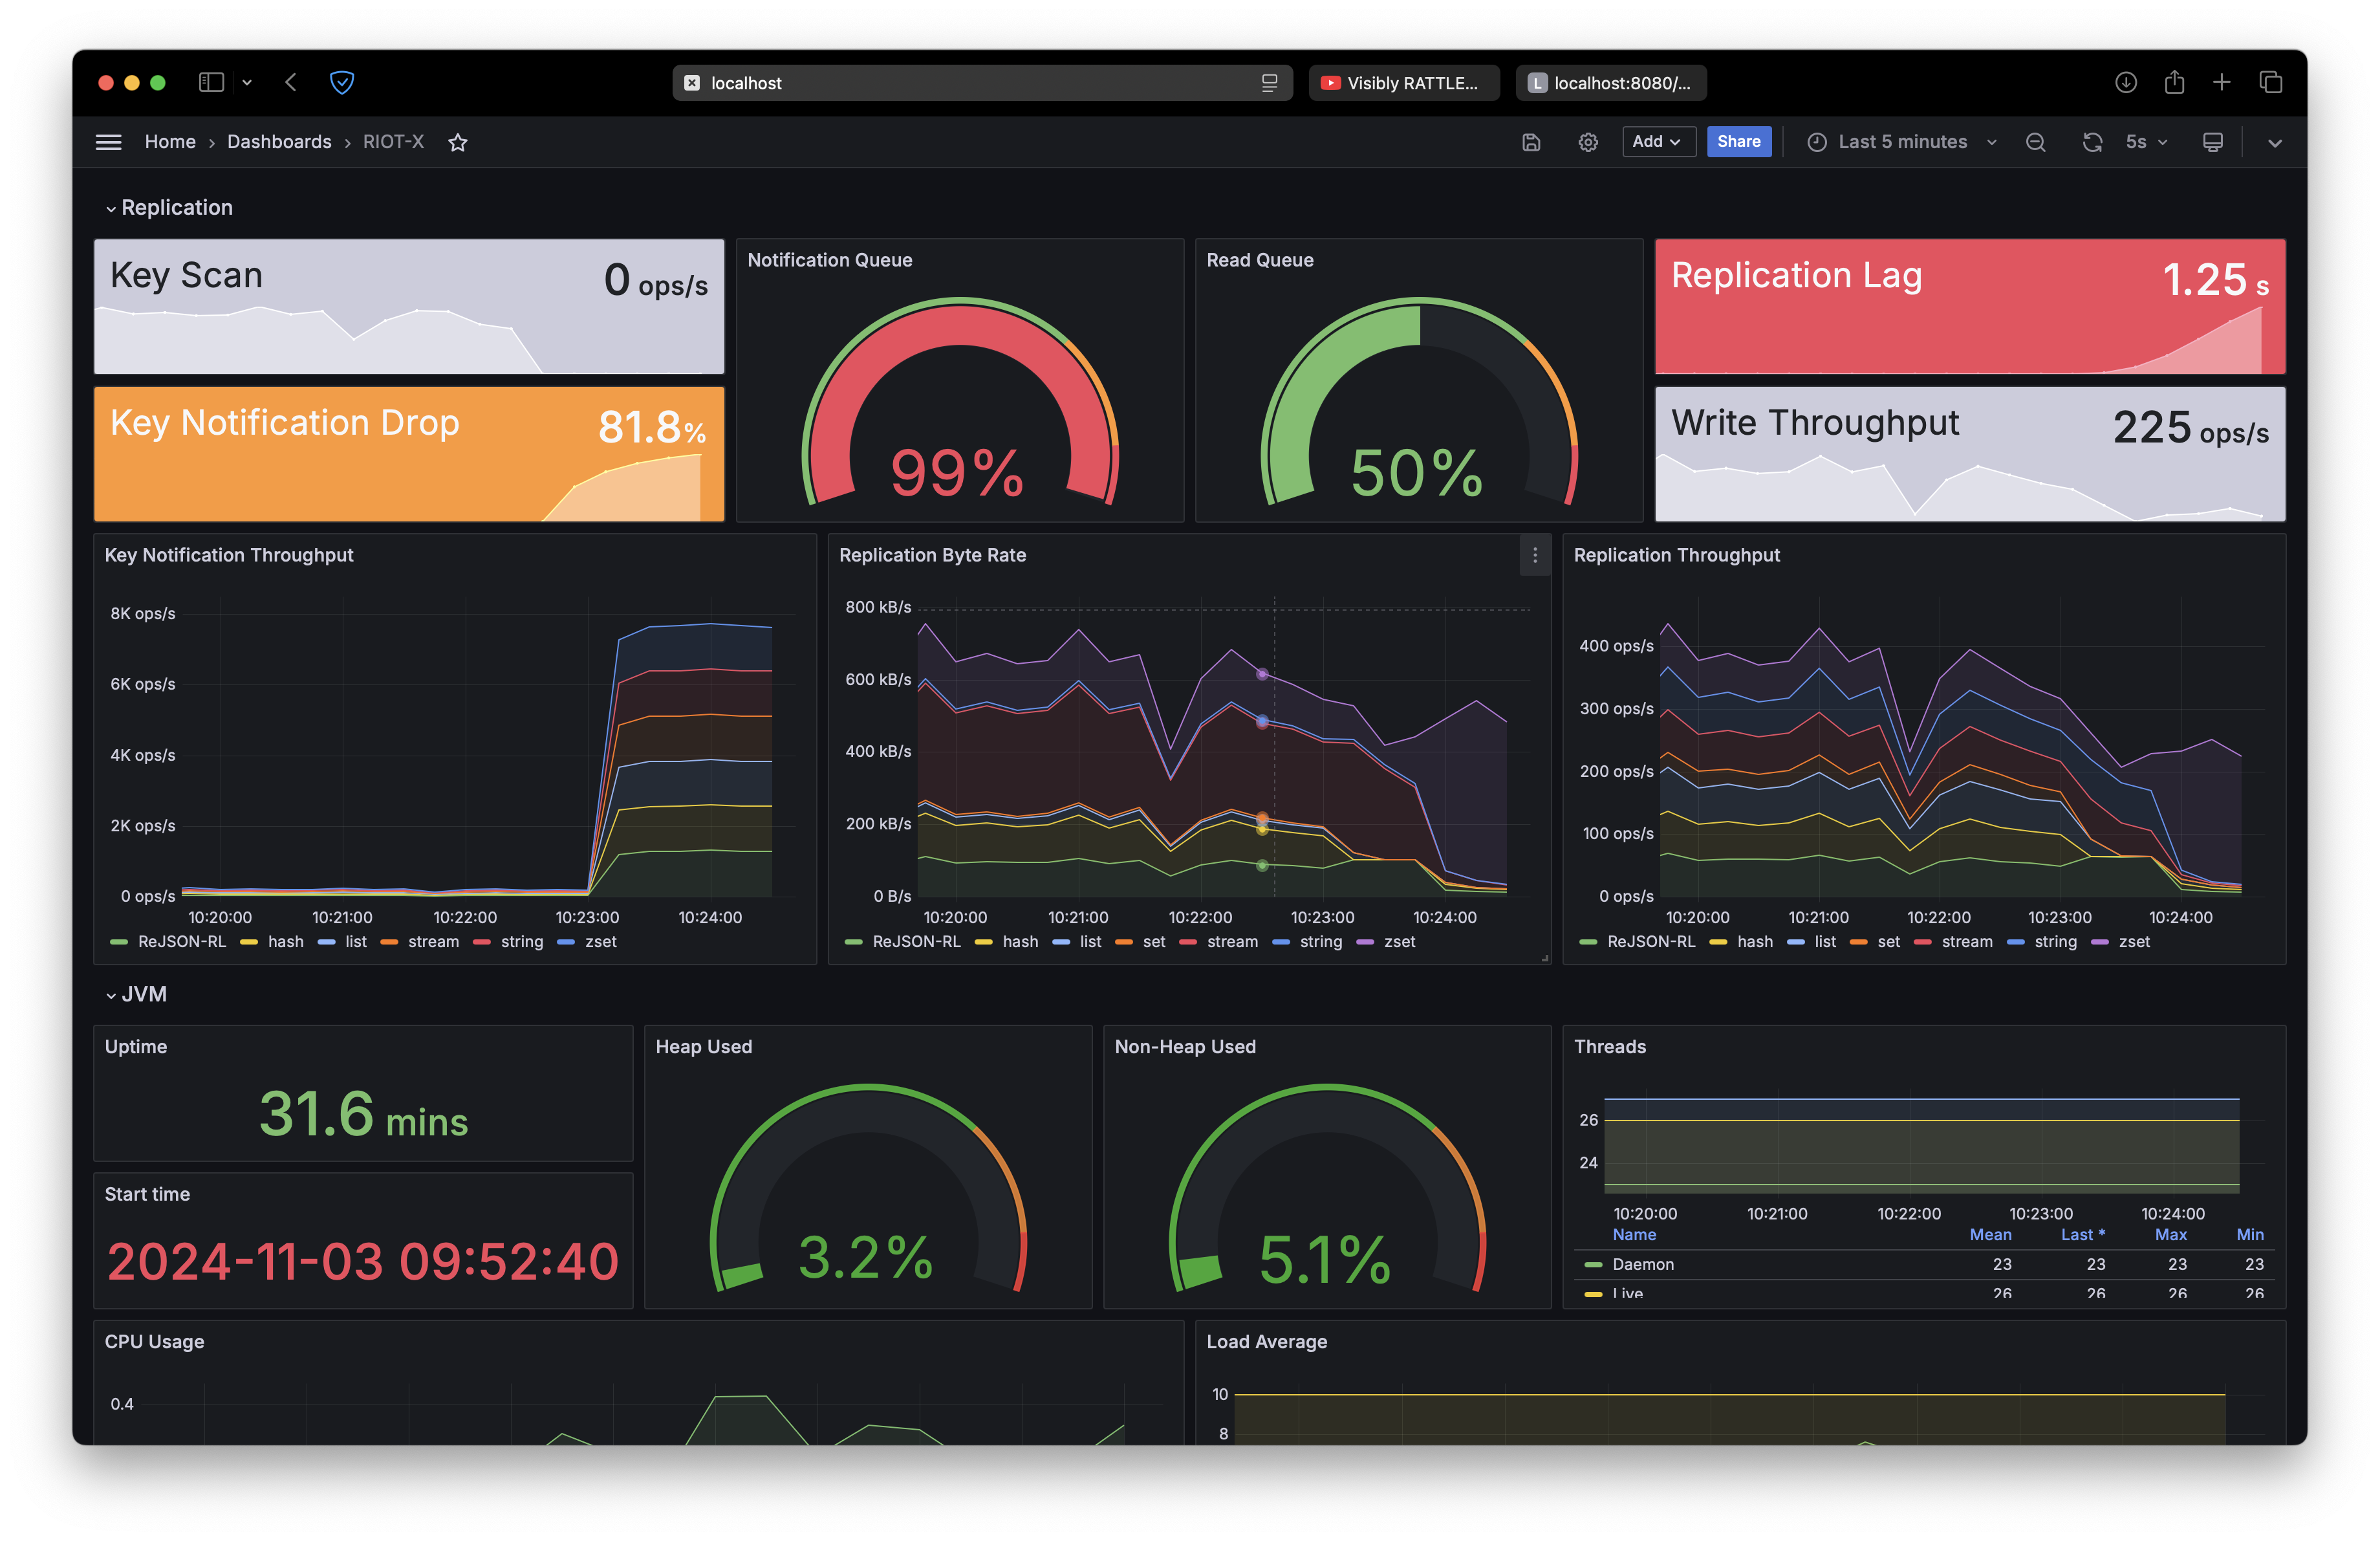 localhost
Visibly RATTLE...
L localhost:8080/...
Home › Dashboards › RIOT-X
Add
Share
Last 5 minutes
5s
Replication
Key Scan
0 ops/s
Notification Queue
99%
Read Queue
50%
Replication Lag
1.25 s
Key Notification Drop
81.8%
Write Throughput
225 ops/s
Key Notification Throughput
8K ops/s
6K ops/s
4K ops/s
2K ops/s
0 ops/s
10:20:00 10:21:00 10:22:00 10:23:00 10:24:00
ReJSON-RL hash list stream string zset
Replication Byte Rate
800 kB/s
600 kB/s
400 kB/s
200 kB/s
0 B/s
10:20:00 10:21:00 10:22:00 10:23:00 10:24:00
ReJSON-RL hash list set stream string zset
Replication Throughput
400 ops/s
300 ops/s
200 ops/s
100 ops/s
0 ops/s
10:20:00 10:21:00 10:22:00 10:23:00 10:24:00
ReJSON-RL hash list set stream string zset
JVM
Uptime
31.6 mins
Start time
2024-11-03 09:52:40
Heap Used
3.2%
Non-Heap Used
5.1%
Threads
26
24
10:20:00 10:21:00 10:22:00 10:23:00 10:24:00
Name Mean Last * Max Min
Daemon 23 23 23 23
Live 26 26 26 26
CPU Usage
0.4
Load Average
10
8